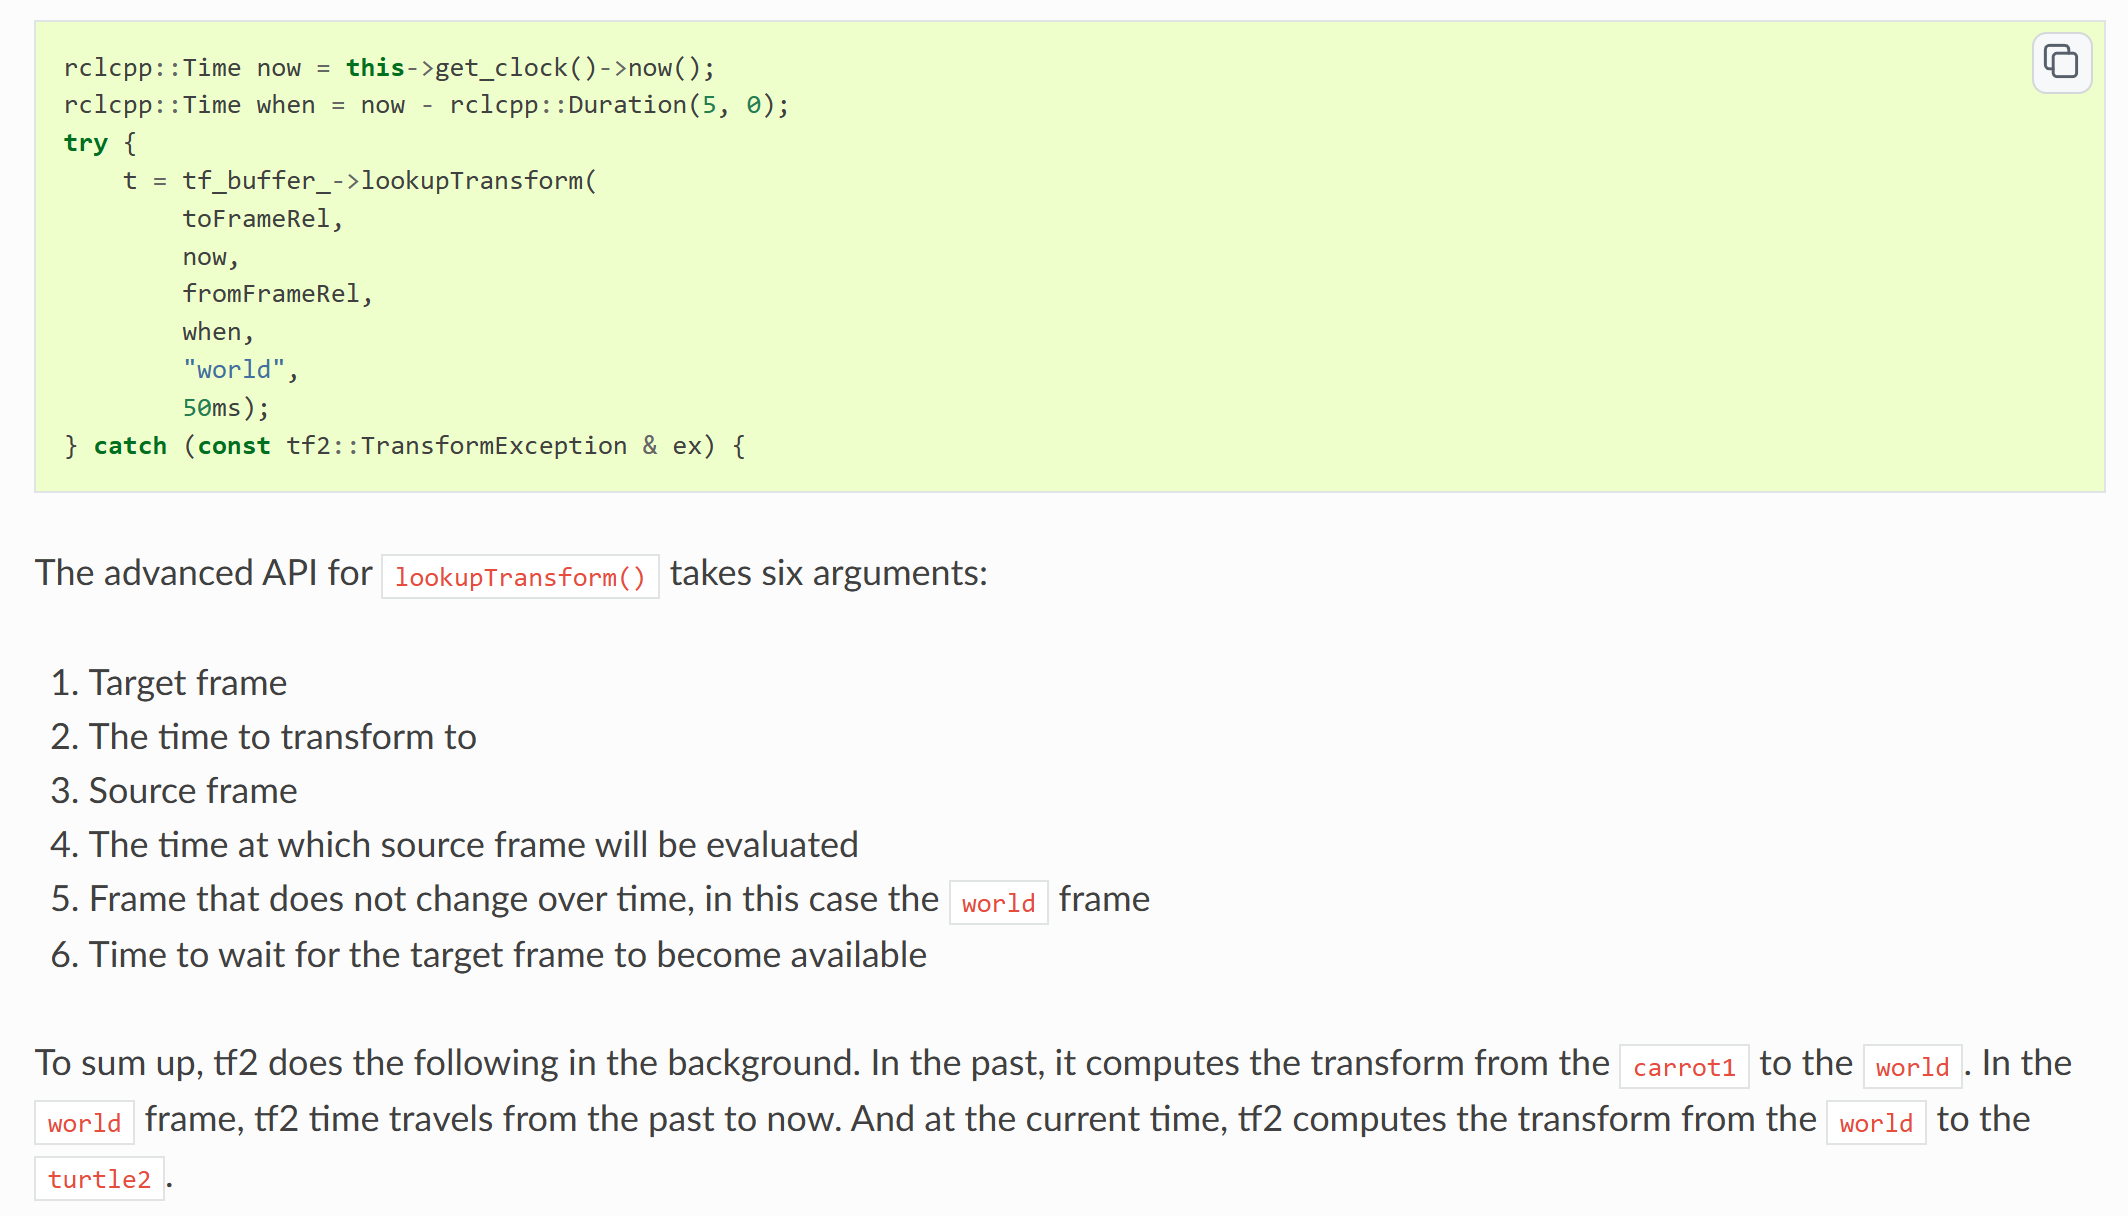 rclcpp::Time now = this->get_clock()->now();
rclcpp::Time when = now - rclcpp::Duration(5, 0);
try {
    t = tf_buffer_->lookupTransform(
        toFrameRel,
        now,
        fromFrameRel,
        when,
        "world",
        50ms);
} catch (const tf2::TransformException & ex) {
The advanced API for lookupTransform() takes six arguments:
1. Target frame
2. The time to transform to
3. Source frame
4. The time at which source frame will be evaluated
5. Frame that does not change over time, in this case the world frame
6. Time to wait for the target frame to become available
To sum up, tf2 does the following in the background. In the past, it computes the transform from the carrot1 to the world. In the
world frame, tf2 time travels from the past to now. And at the current time, tf2 computes the transform from the world to the
turtle2.